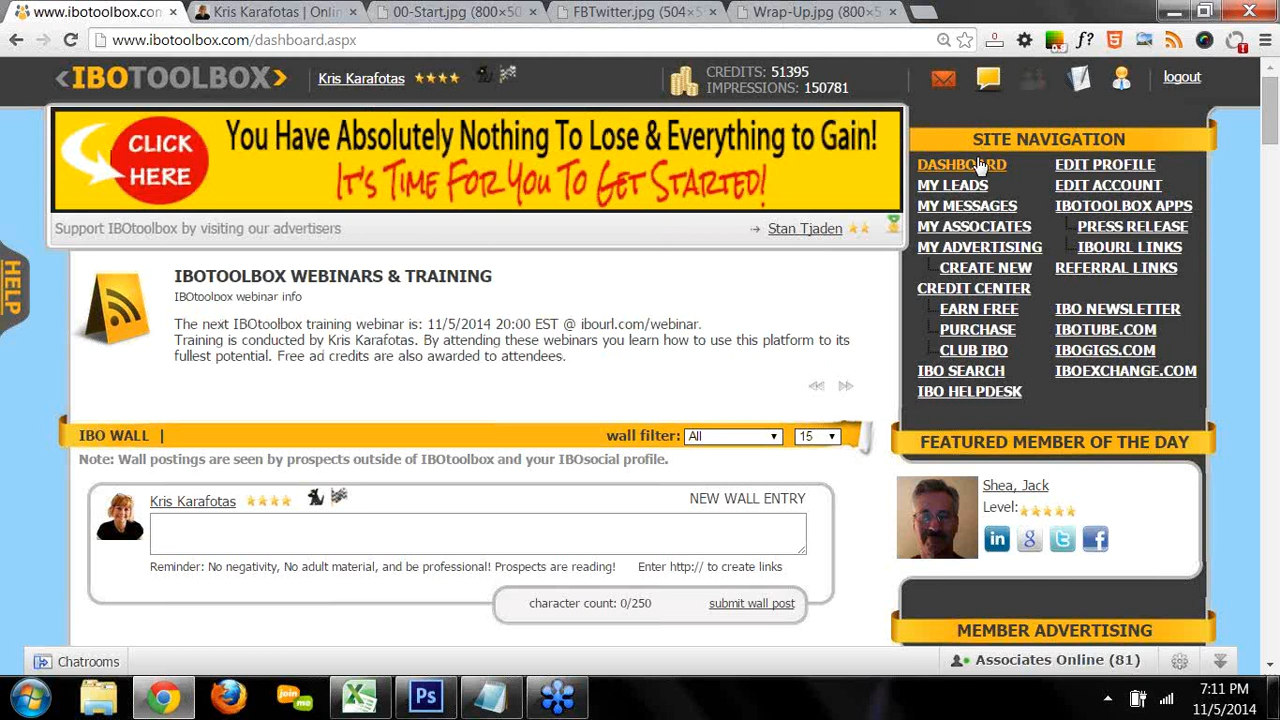 www.ibotoolbox.con
Kris Karafotas | Onlin
00-Start.jpg (800×50
FBTwitter.jpg (504×5
Wrap-Up.jpg (800×5
www.ibotoolbox.com/dashboard.aspx
<IBOTOOLBOX>
Kris Karafotas
CREDITS: 51395
IMPRESSIONS: 150781
logout
CLICK HERE
You Have Absolutely Nothing To Lose & Everything to Gain!
It's Time For You To Get Started!
Support IBOtoolbox by visiting our advertisers
Stan Tjaden
HELP
IBOTOOLBOX WEBINARS & TRAINING
IBOtoolbox webinar info
The next IBOtoolbox training webinar is: 11/5/2014 20:00 EST @ ibourl.com/webinar.
Training is conducted by Kris Karafotas. By attending these webinars you learn how to use this platform to its
fullest potential. Free ad credits are also awarded to attendees.
IBO WALL |
wall filter: All 15
Note: Wall postings are seen by prospects outside of IBOtoolbox and your IBOsocial profile.
Kris Karafotas
NEW WALL ENTRY
Reminder: No negativity, No adult material, and be professional! Prospects are reading!
Enter http:// to create links
character count: 0/250
submit wall post
SITE NAVIGATION
DASHBOARD
MY LEADS
MY MESSAGES
MY ASSOCIATES
MY ADVERTISING
CREATE NEW
CREDIT CENTER
EARN FREE
PURCHASE
CLUB IBO
IBO SEARCH
IBO HELPDESK
EDIT PROFILE
EDIT ACCOUNT
IBOTOOLBOX APPS
PRESS RELEASE
IBOURL LINKS
REFERRAL LINKS
IBO NEWSLETTER
IBOTUBE.COM
IBOGIGS.COM
IBOEXCHANGE.COM
FEATURED MEMBER OF THE DAY
Shea, Jack
Level:
MEMBER ADVERTISING
Chatrooms
Associates Online (81)
join me
Ps
7:11 PM
11/5/2014